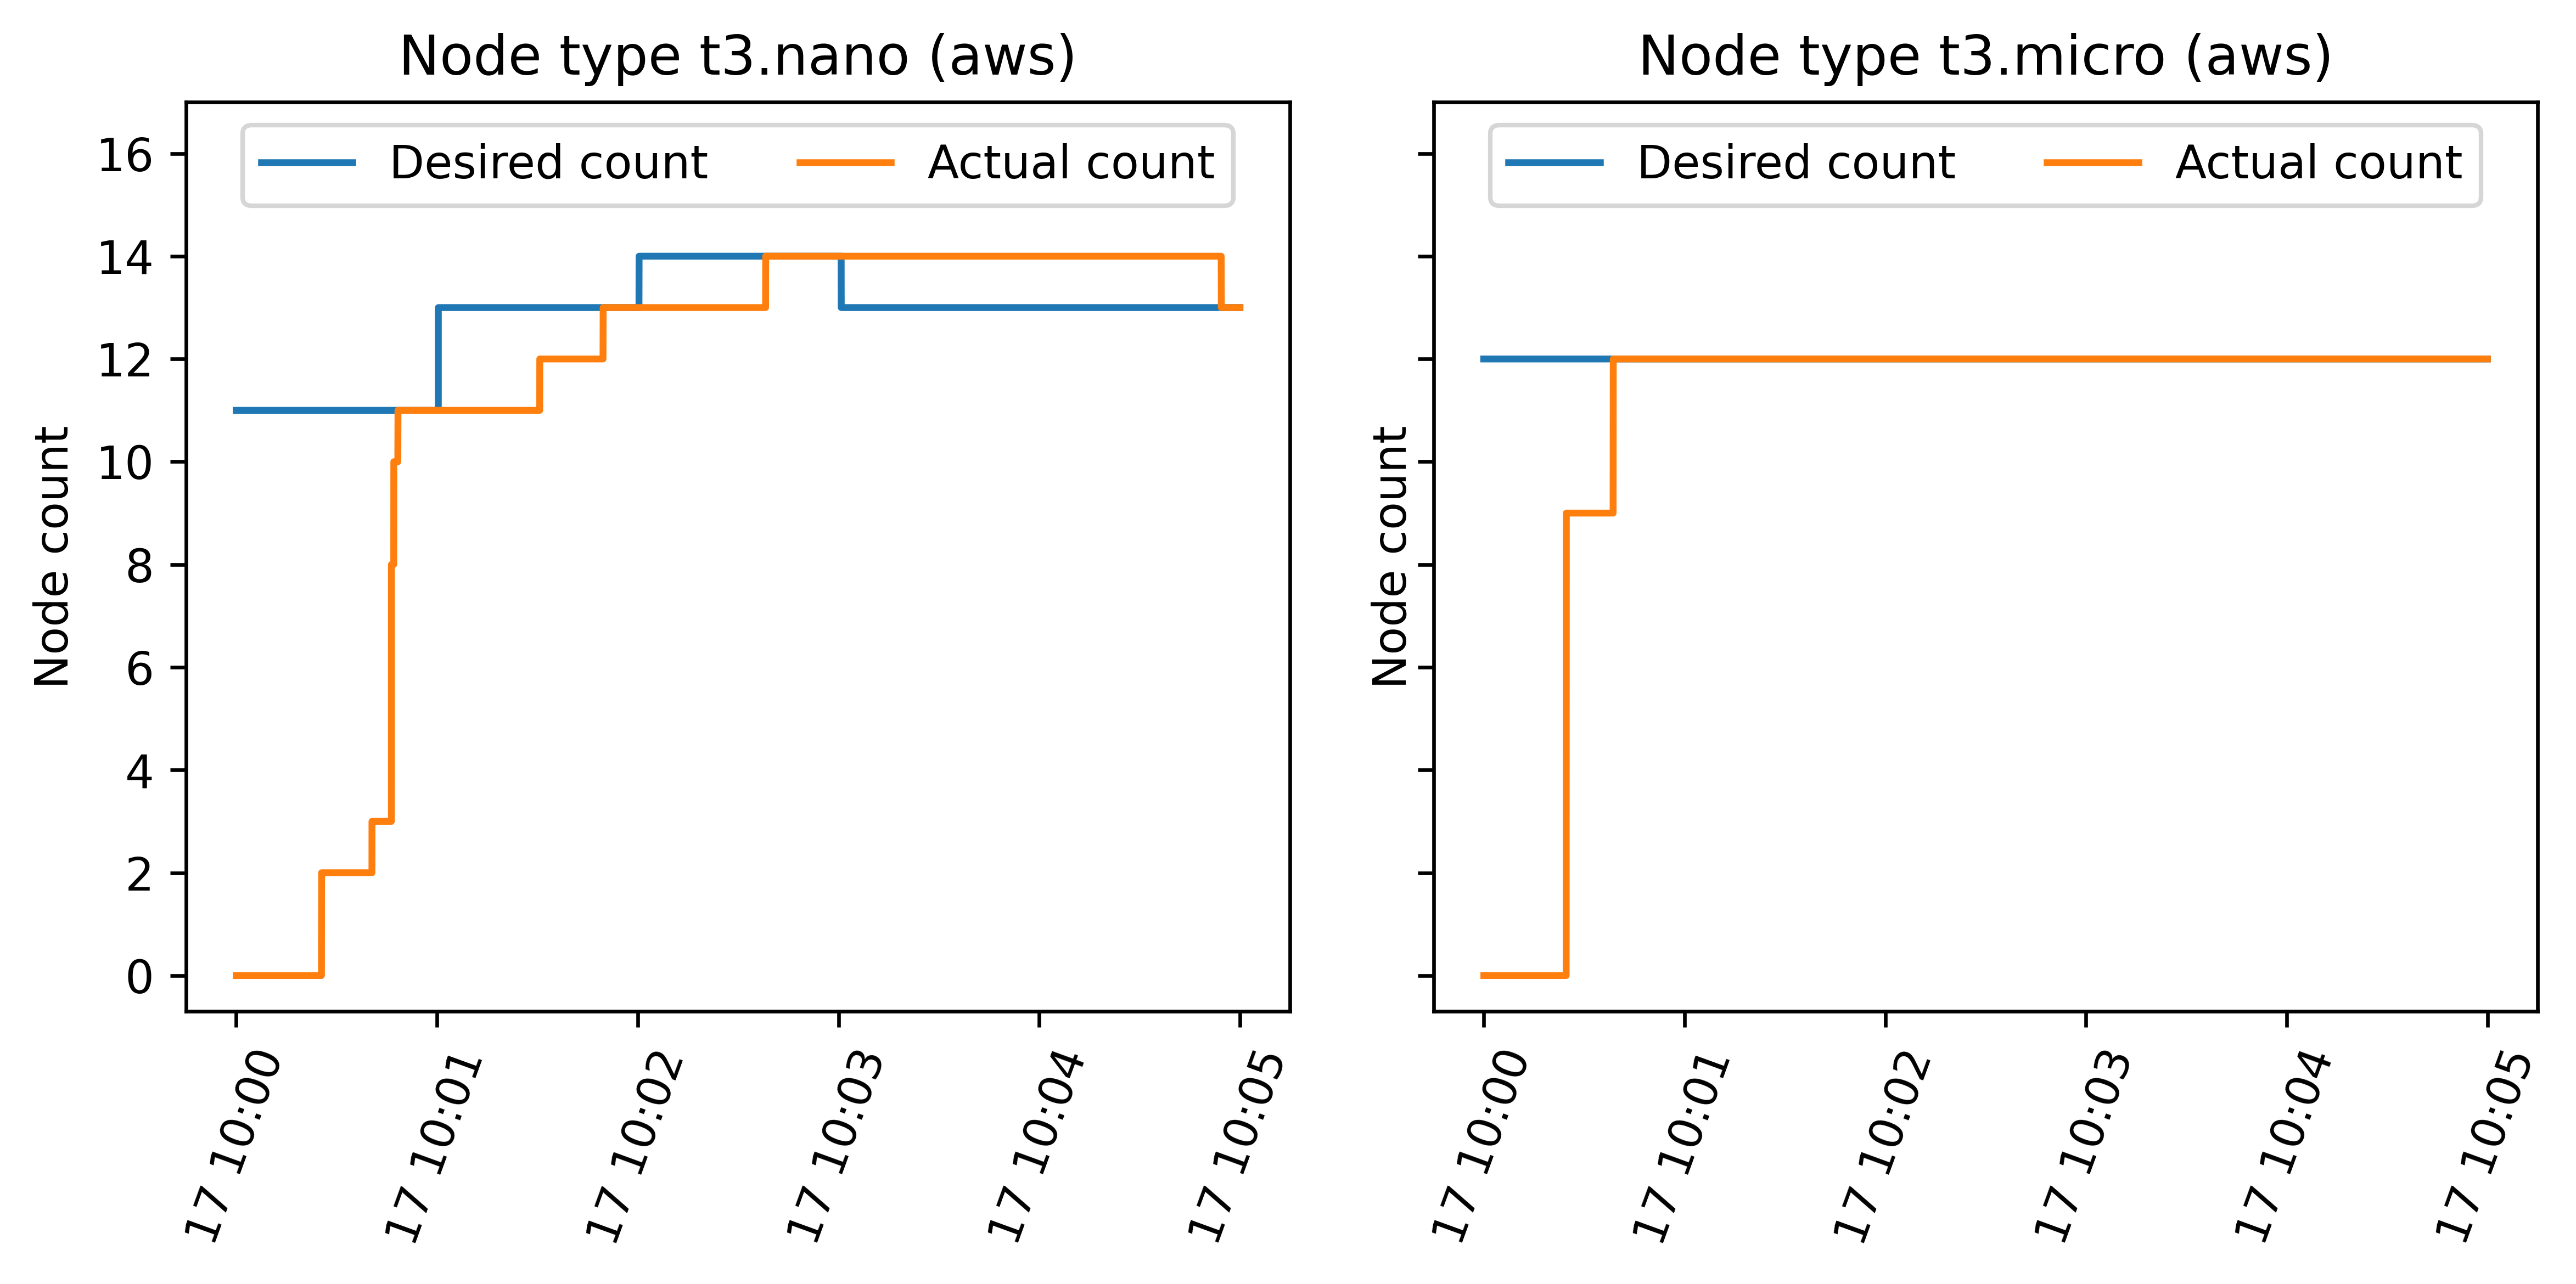 Node type t3.nano (aws)
Desired count
Actual count
Node count
16
14
12
10
8
6
4
2
0
17 10:00
17 10:01
17 10:02
17 10:03
17 10:04
17 10:05
Node type t3.micro (aws)
Desired count
Actual count
Node count
17 10:00
17 10:01
17 10:02
17 10:03
17 10:04
17 10:05